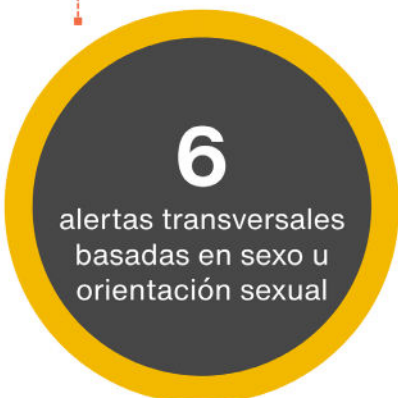 6
alertas transversales
basadas en sexo u
orientación sexual